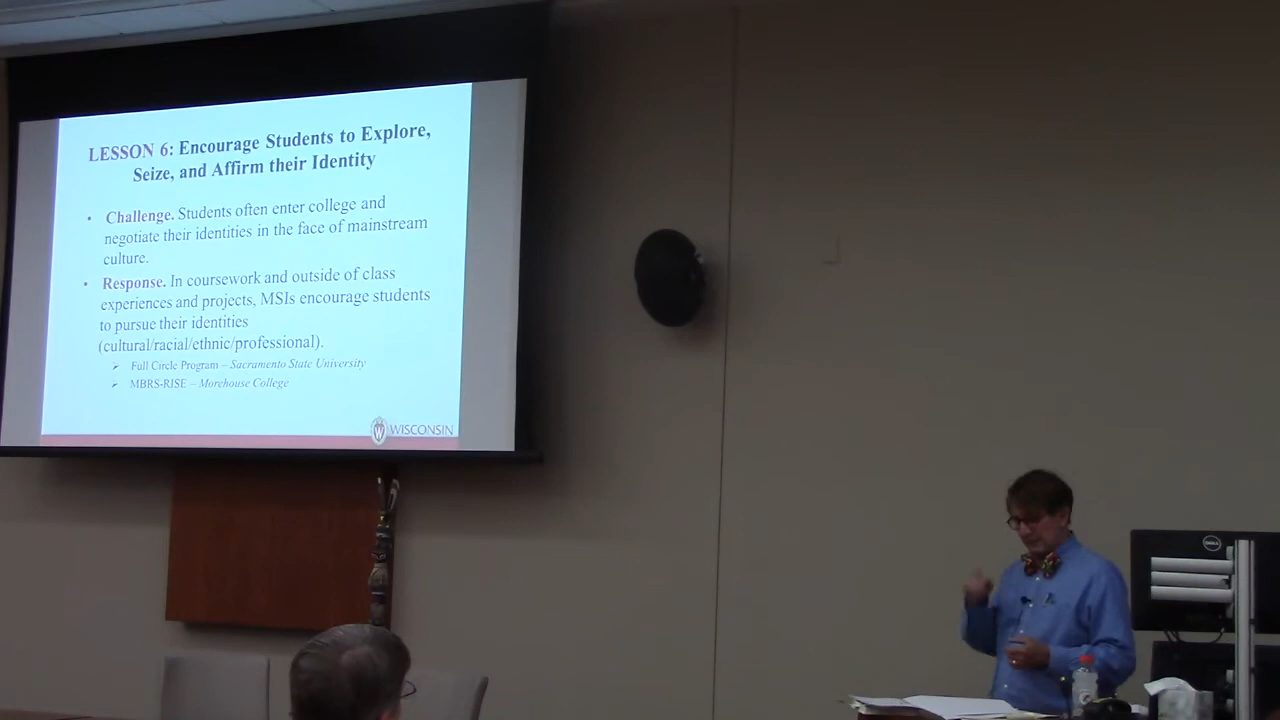 LESSON 6: Encourage Students to Explore,
Seize, and Affirm their Identity
• Challenge. Students often enter college and
negotiate their identities in the face of mainstream
culture.
• Response. In coursework and outside of class
experiences and projects, MSIs encourage students
to pursue their identities
(cultural/racial/ethnic/professional).
➢ Full Circle Program – Sacramento State University
➢ MBRS-RISE – Morehouse College
W WISCONSIN
DELL